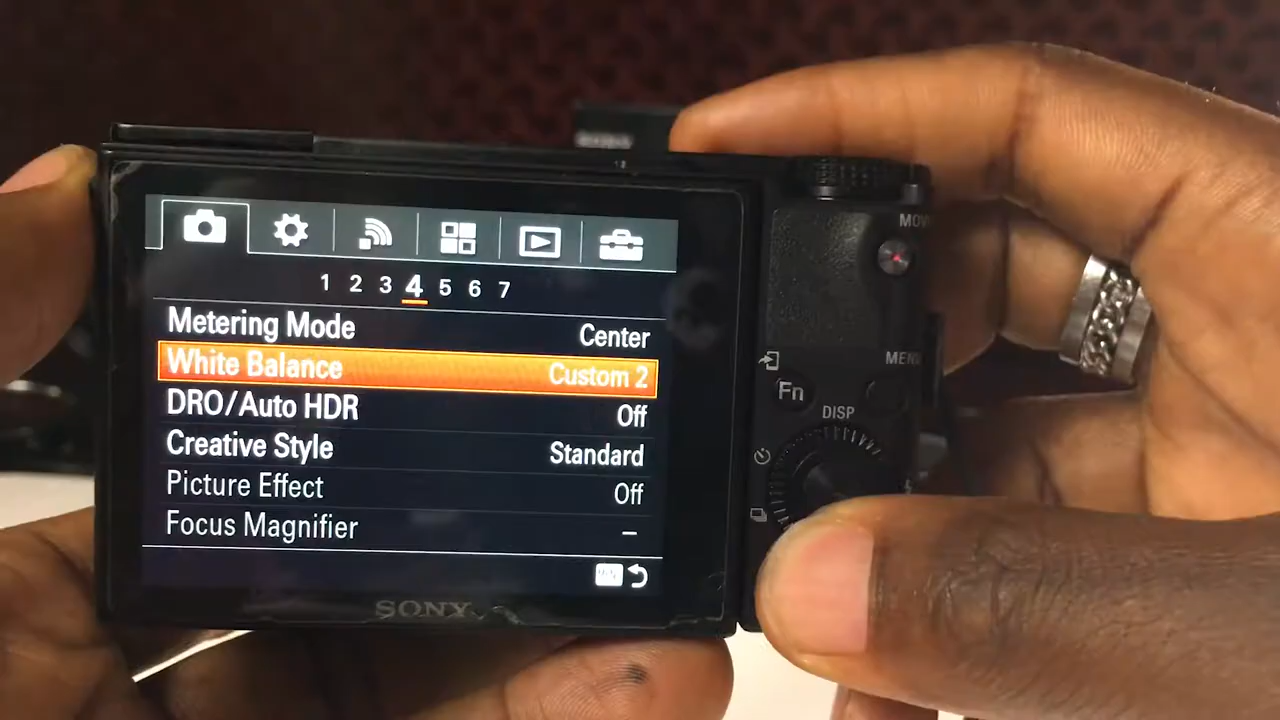 1 2 3 4 5 6 7
Metering Mode Center
White Balance Custom 2
DRO/Auto HDR Off
Creative Style Standard
Picture Effect Off
Focus Magnifier –
SONY
MENU
Fn
DISP